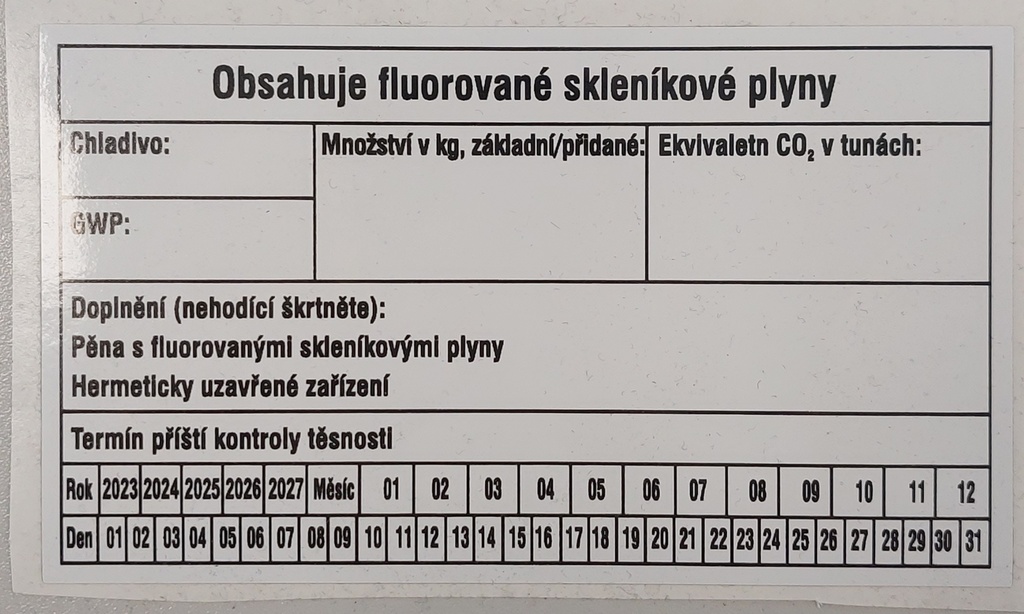 Obsahuje fluorované skleníkové plyny
Chladivo:
Množství v kg, základní/přidané:
Ekvivaletn CO₂ v tunách:
GWP:
Doplnění (nehodící škrtněte):
Pěna s fluorovanými skleníkovými plyny
Hermeticky uzavřené zařízení
Termín příští kontroly těsnosti
Rok 2023 2024 2025 2026 2027 Měsíc 01 02 03 04 05 06 07 08 09 10 11 12
Den 01 02 03 04 05 06 07 08 09 10 11 12 13 14 15 16 17 18 19 20 21 22 23 24 25 26 27 28 29 30 31